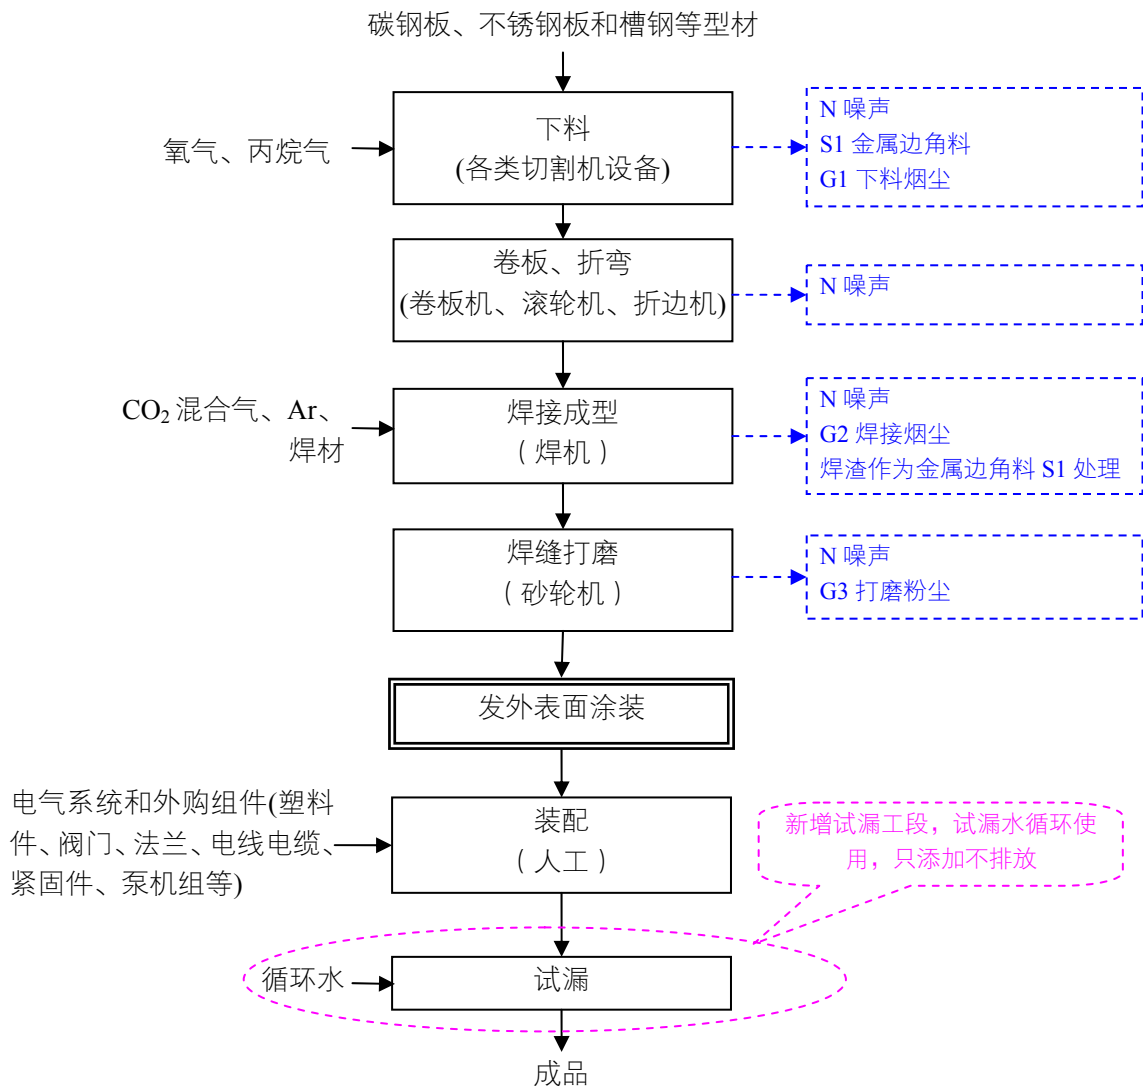 碳钢板、不锈钢板和槽钢等型材
氧气、丙烷气
下料
(各类切割机设备)
N 噪声
S1 金属边角料
G1 下料烟尘
卷板、折弯
(卷板机、滚轮机、折边机)
N 噪声
CO₂ 混合气、Ar、
焊材
焊接成型
（焊机）
N 噪声
G2 焊接烟尘
焊渣作为金属边角料 S1 处理
焊缝打磨
（砂轮机）
N 噪声
G3 打磨粉尘
发外表面涂装
电气系统和外购组件(塑料
件、阀门、法兰、电线电缆、
紧固件、泵机组等)
装配
（人工）
新增试漏工段，试漏水循环使
用，只添加不排放
循环水
试漏
成品